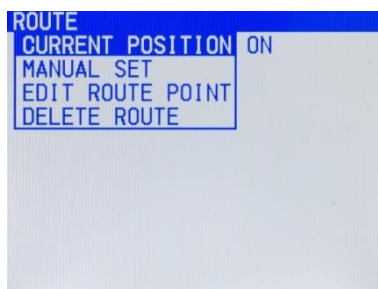 ROUTE
CURRENT POSITION ON
MANUAL SET
EDIT ROUTE POINT
DELETE ROUTE